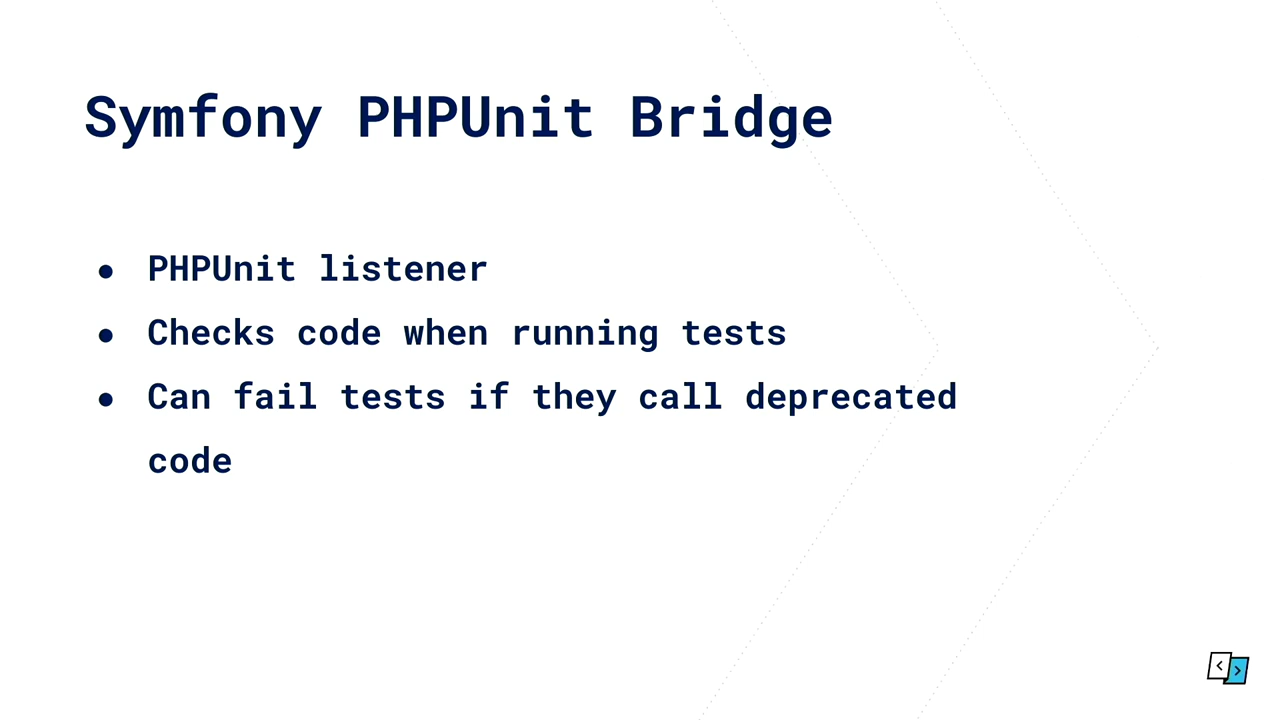 Symfony PHPUnit Bridge
● PHPUnit listener
● Checks code when running tests
● Can fail tests if they call deprecated
code